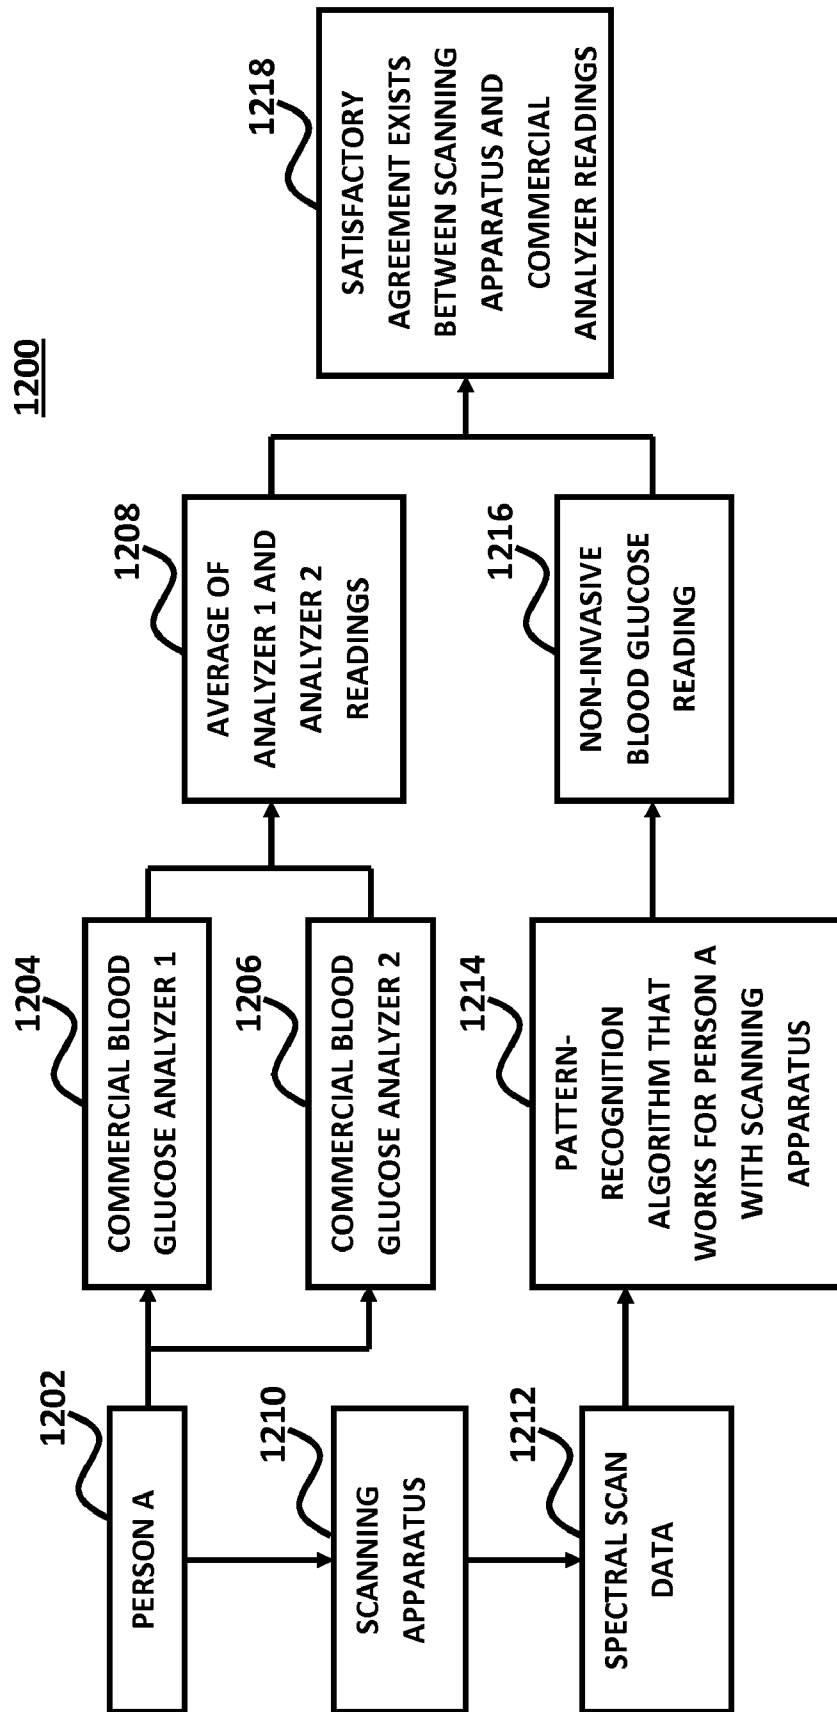 1200
1202
PERSON A
1204
COMMERCIAL BLOOD
GLUCOSE ANALYZER 1
1206
COMMERCIAL BLOOD
GLUCOSE ANALYZER 2
1208
AVERAGE OF
ANALYZER 1 AND
ANALYZER 2
READINGS
1210
SCANNING
APPARATUS
1212
SPECTRAL SCAN
DATA
1214
PATTERN-
RECOGNITION
ALGORITHM THAT
WORKS FOR PERSON A
WITH SCANNING
APPARATUS
1216
NON-INVASIVE
BLOOD GLUCOSE
READING
1218
SATISFACTORY
AGREEMENT EXISTS
BETWEEN SCANNING
APPARATUS AND
COMMERCIAL
ANALYZER READINGS